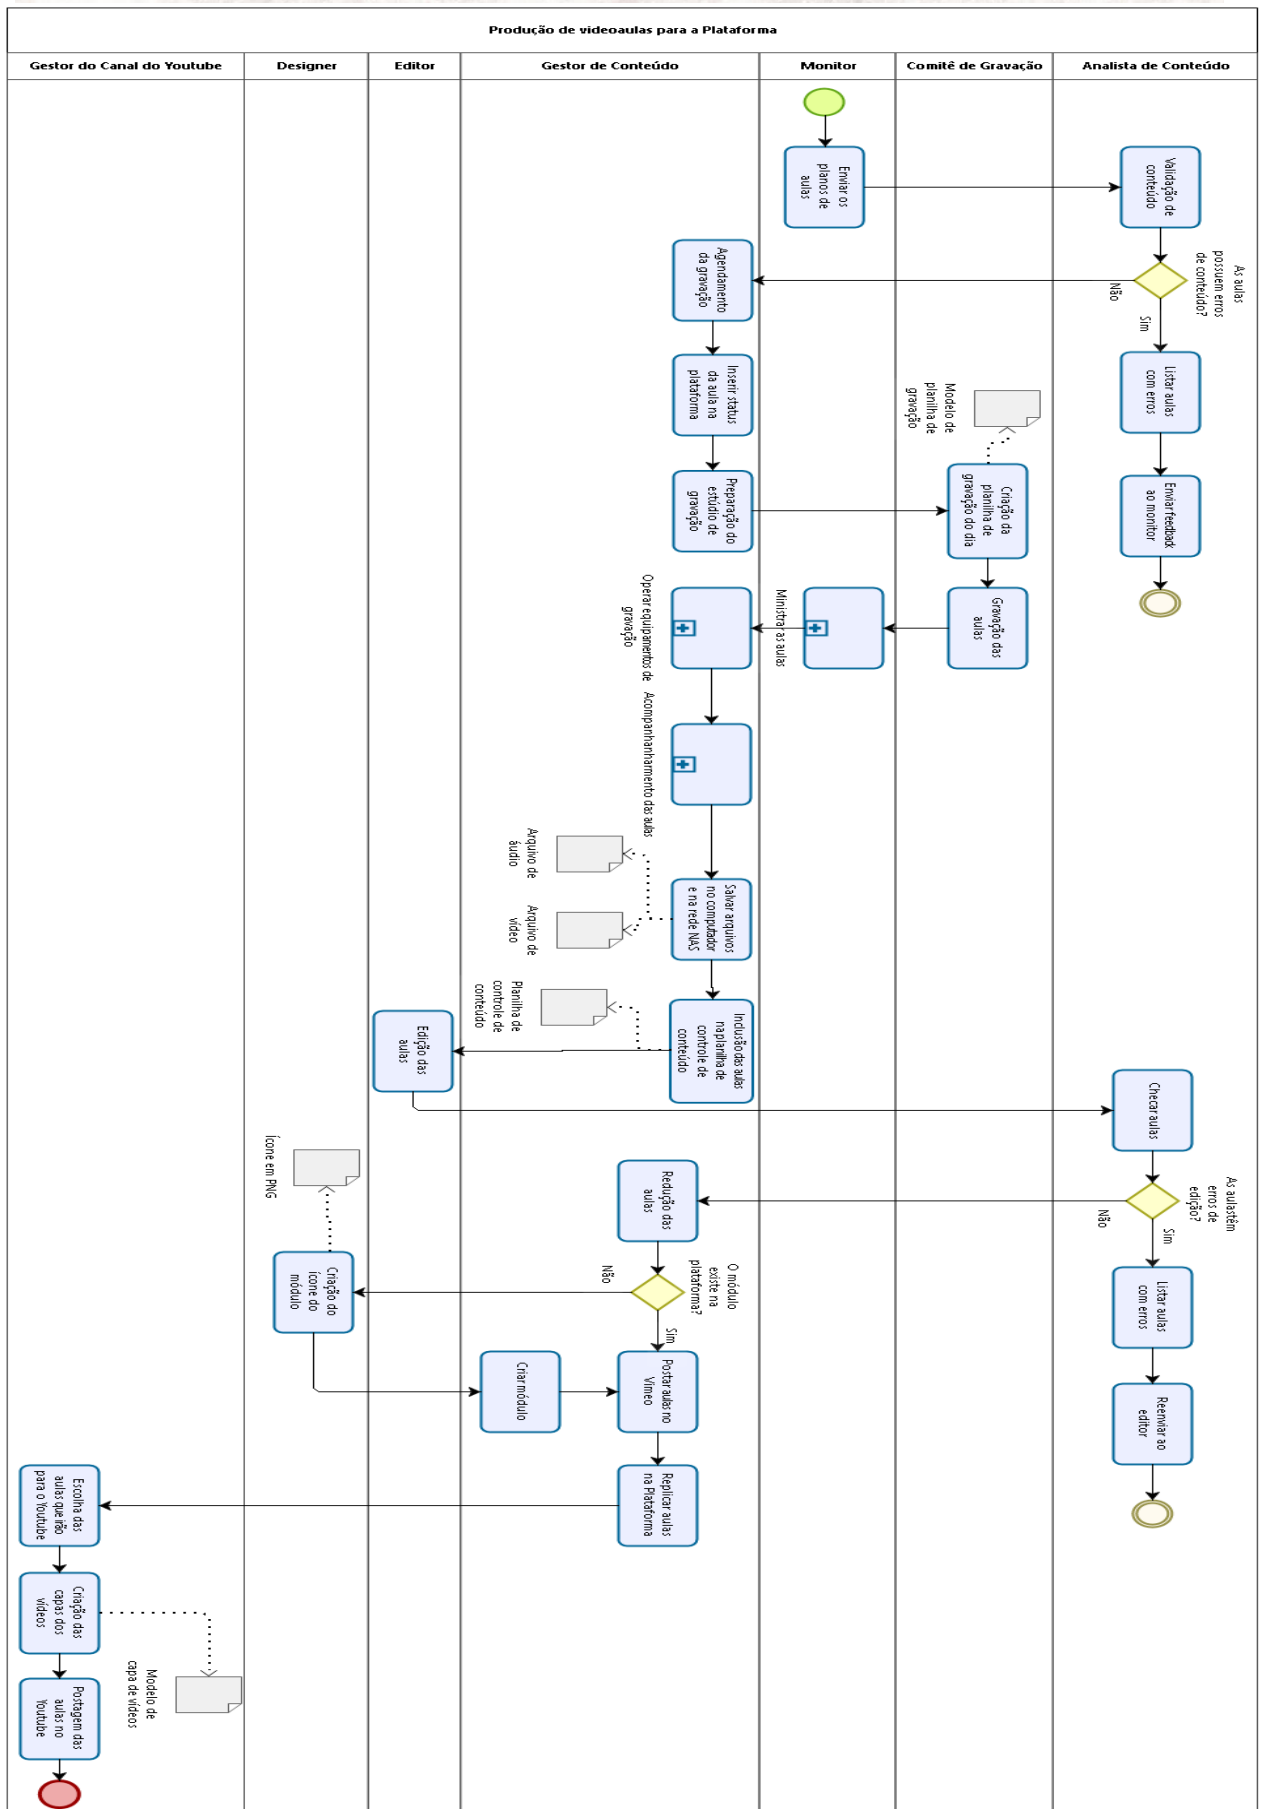 Produção de videoaulas para a Plataforma
Gestor do Canal do Youtube
Designer
Editor
Gestor de Conteúdo
Monitor
Comitê de Gravação
Analista de Conteúdo
Enviar os
planos de
aulas
Validação de
conteúdo
As aulas
possuem erros
de conteúdo?
Não
Sim
Agendamento
da gravação
Listar aulas
com erros
Inserir status
da aula na
plataforma
Modelo de
planilha de
gravação
Enviar feedback
ao monitor
Preparação do
estúdio de
gravação
Criação da
planilha de
gravação do dia
Gravação das
aulas
Ministrar as aulas
Operar equipamentos de
gravação
Acompanhanharmento das aulas
Arquivo de
áudio
Salvar arquivos
no computador
e na rede NAS
Arquivo de
vídeo
Planilha de
controle de
conteúdo
Inclusão das aulas
na planilha de
controle de
conteúdo
Edição das
aulas
Checar aulas
As aulas têm
erros de
edição?
Não
Sim
Ícone em PNG
Redução das
aulas
O módulo
existe na
plataforma?
Não
Sim
Criação do
ícone do
módulo
Listar aulas
com erros
Criar módulo
Postar aulas no
Vimeo
Reenviar ao
editor
Replicar aulas
na Plataforma
Escolha das
aulas que irão
para o Youtube
Criação das
capas dos
vídeos
Modelo de
capa de vídeos
Postagem das
aulas no
Youtube